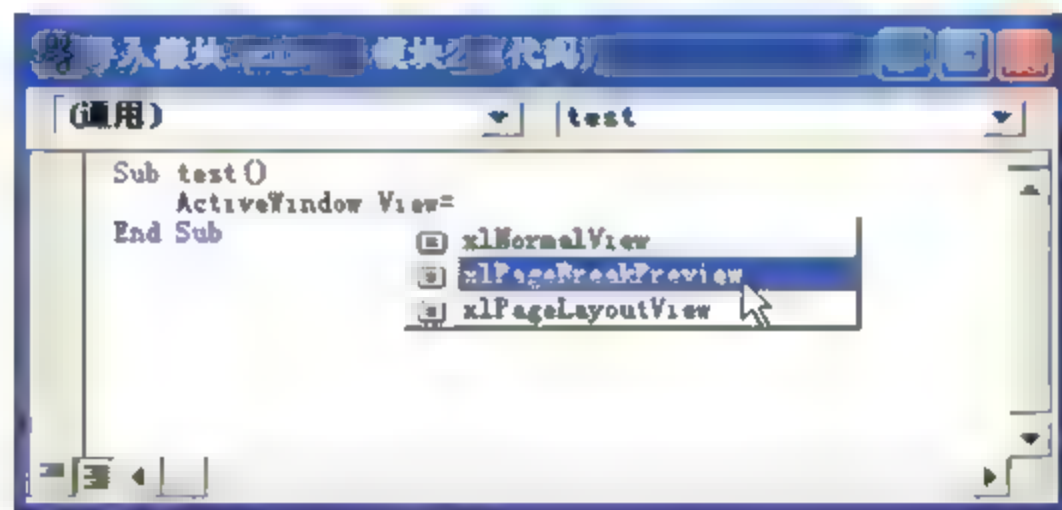 (通用)
test
Sub test()
ActiveWindow View=
End Sub
xlNormalView
xlPageBreakPreview
xlPageLayoutView